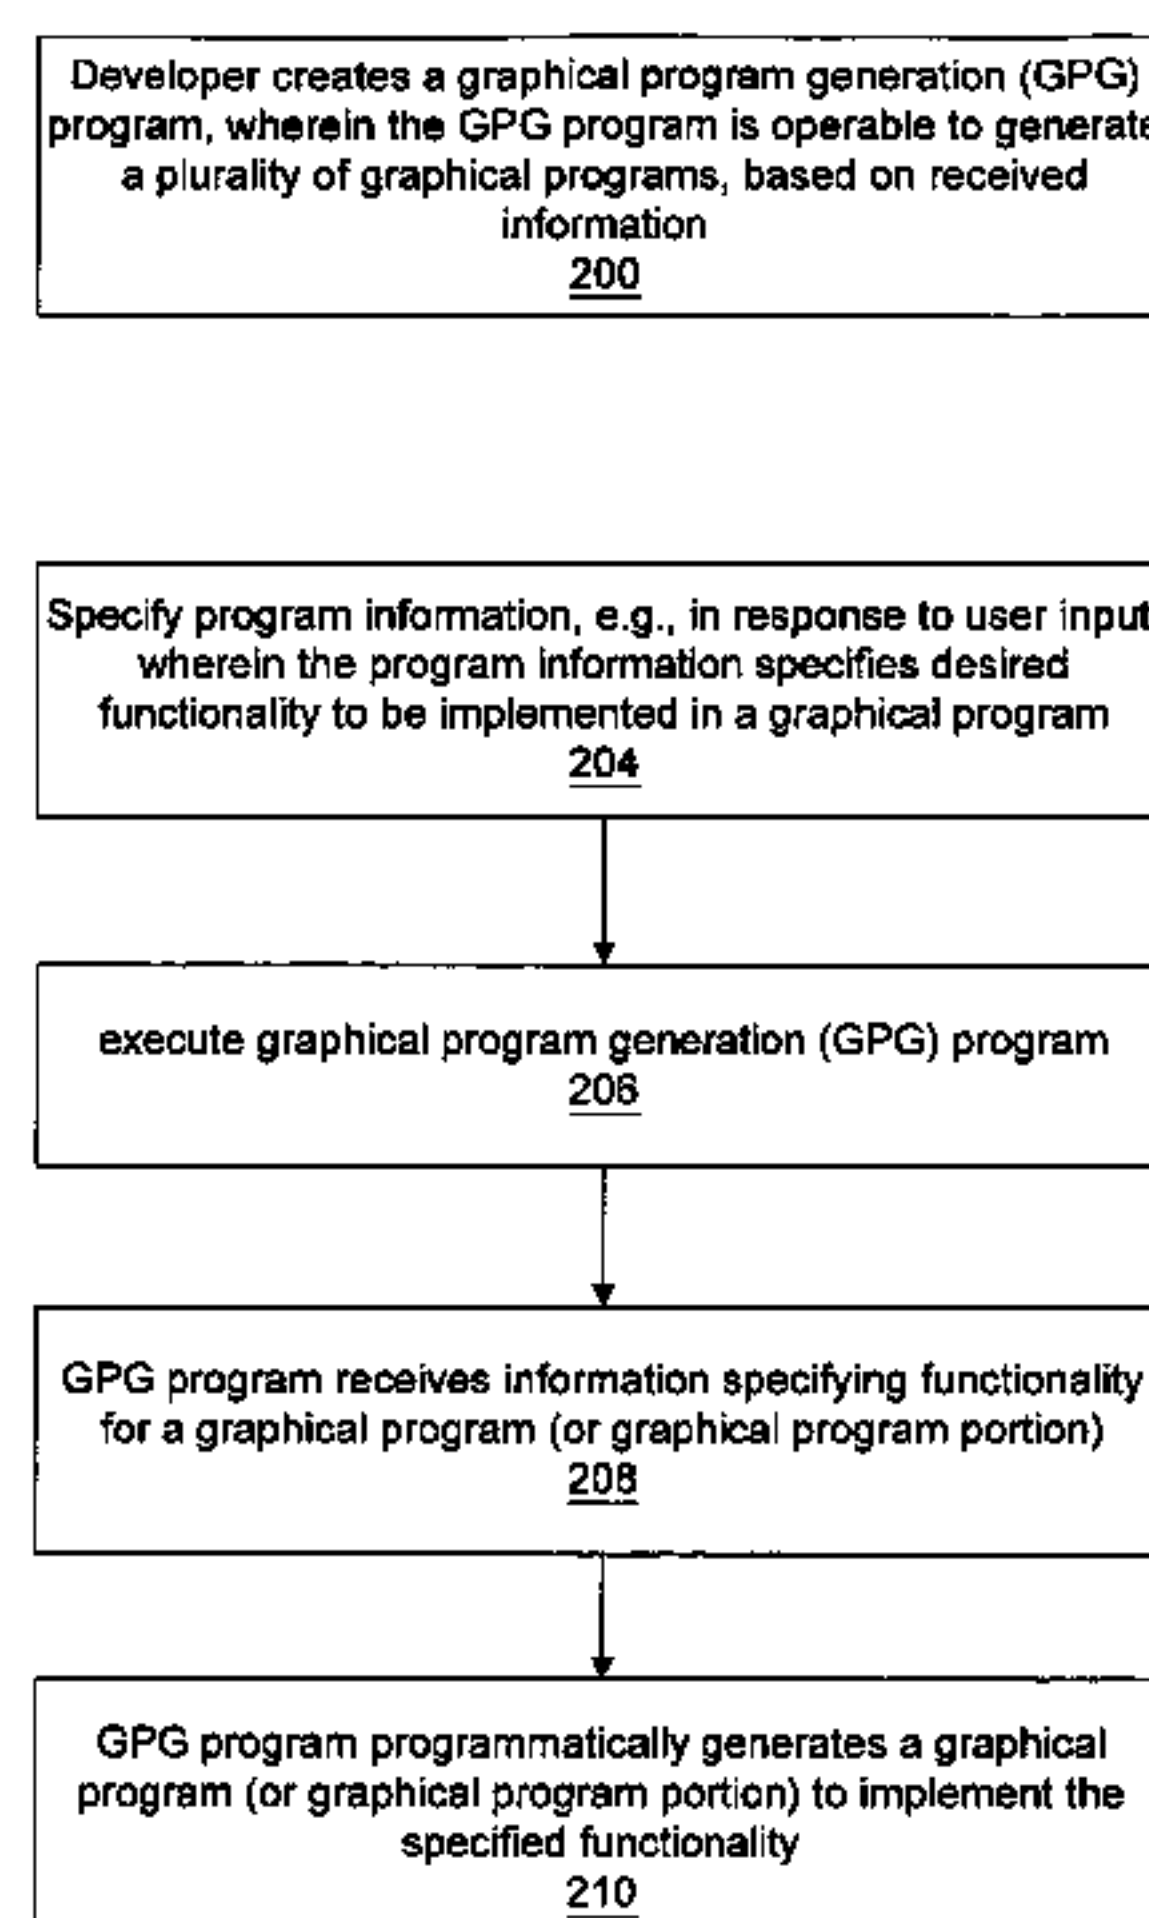 Developer creates a graphical program generation (GPG)
program, wherein the GPG program is operable to generate
a plurality of graphical programs, based on received
information
200
Specify program information, e.g., in response to user input
wherein the program information specifies desired
functionality to be implemented in a graphical program
204
execute graphical program generation (GPG) program
206
GPG program receives information specifying functionality
for a graphical program (or graphical program portion)
208
GPG program programmatically generates a graphical
program (or graphical program portion) to implement the
specified functionality
210